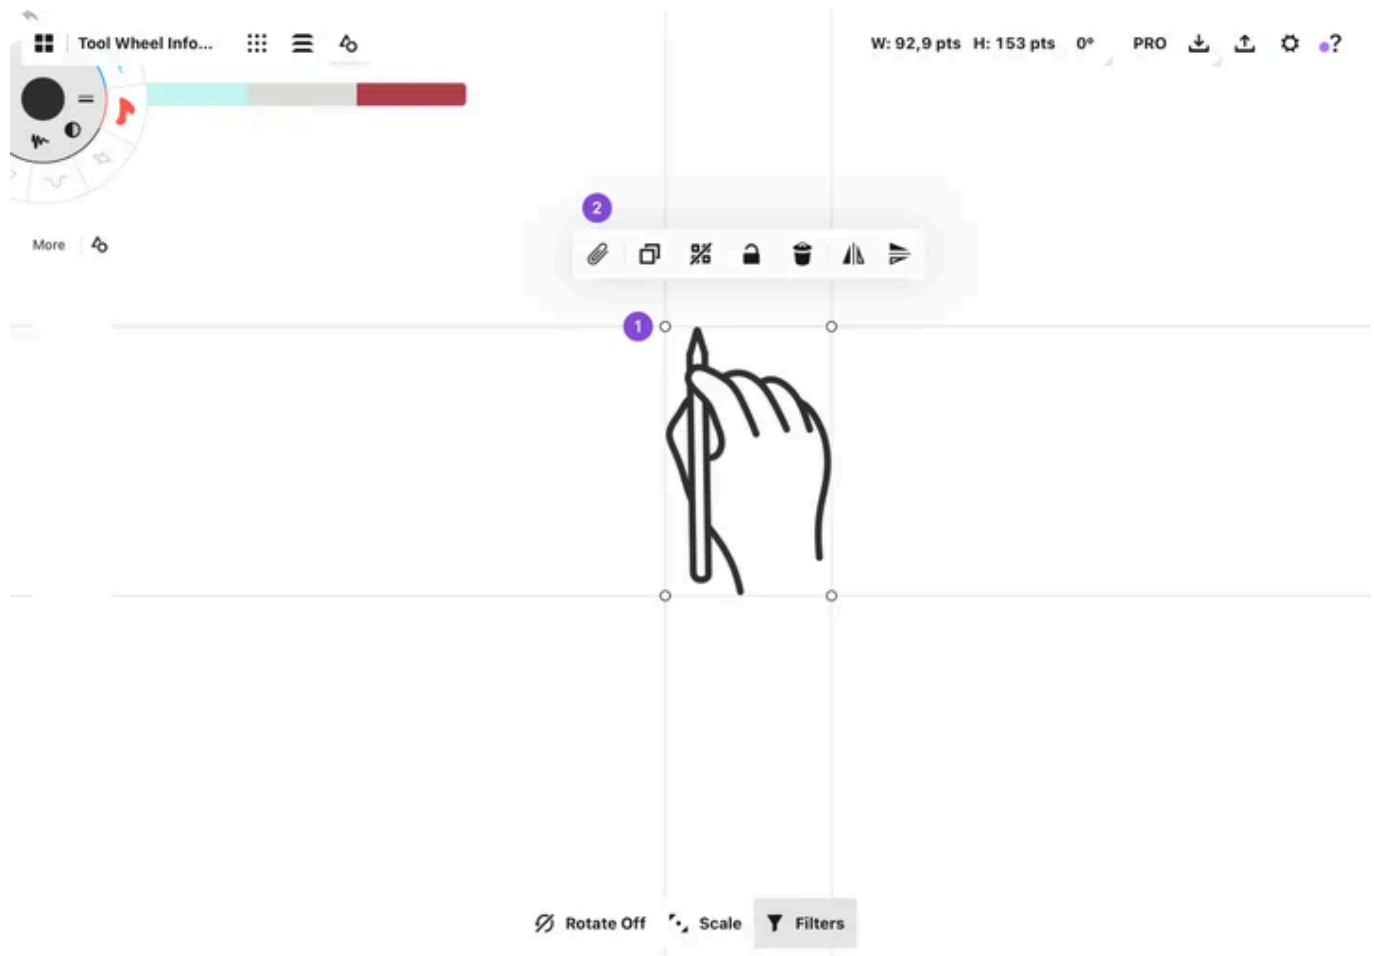 Tool Wheel Info...
W: 92,9 pts H: 153 pts 0° PRO ?
2
More
1
Rotate Off Scale Filters